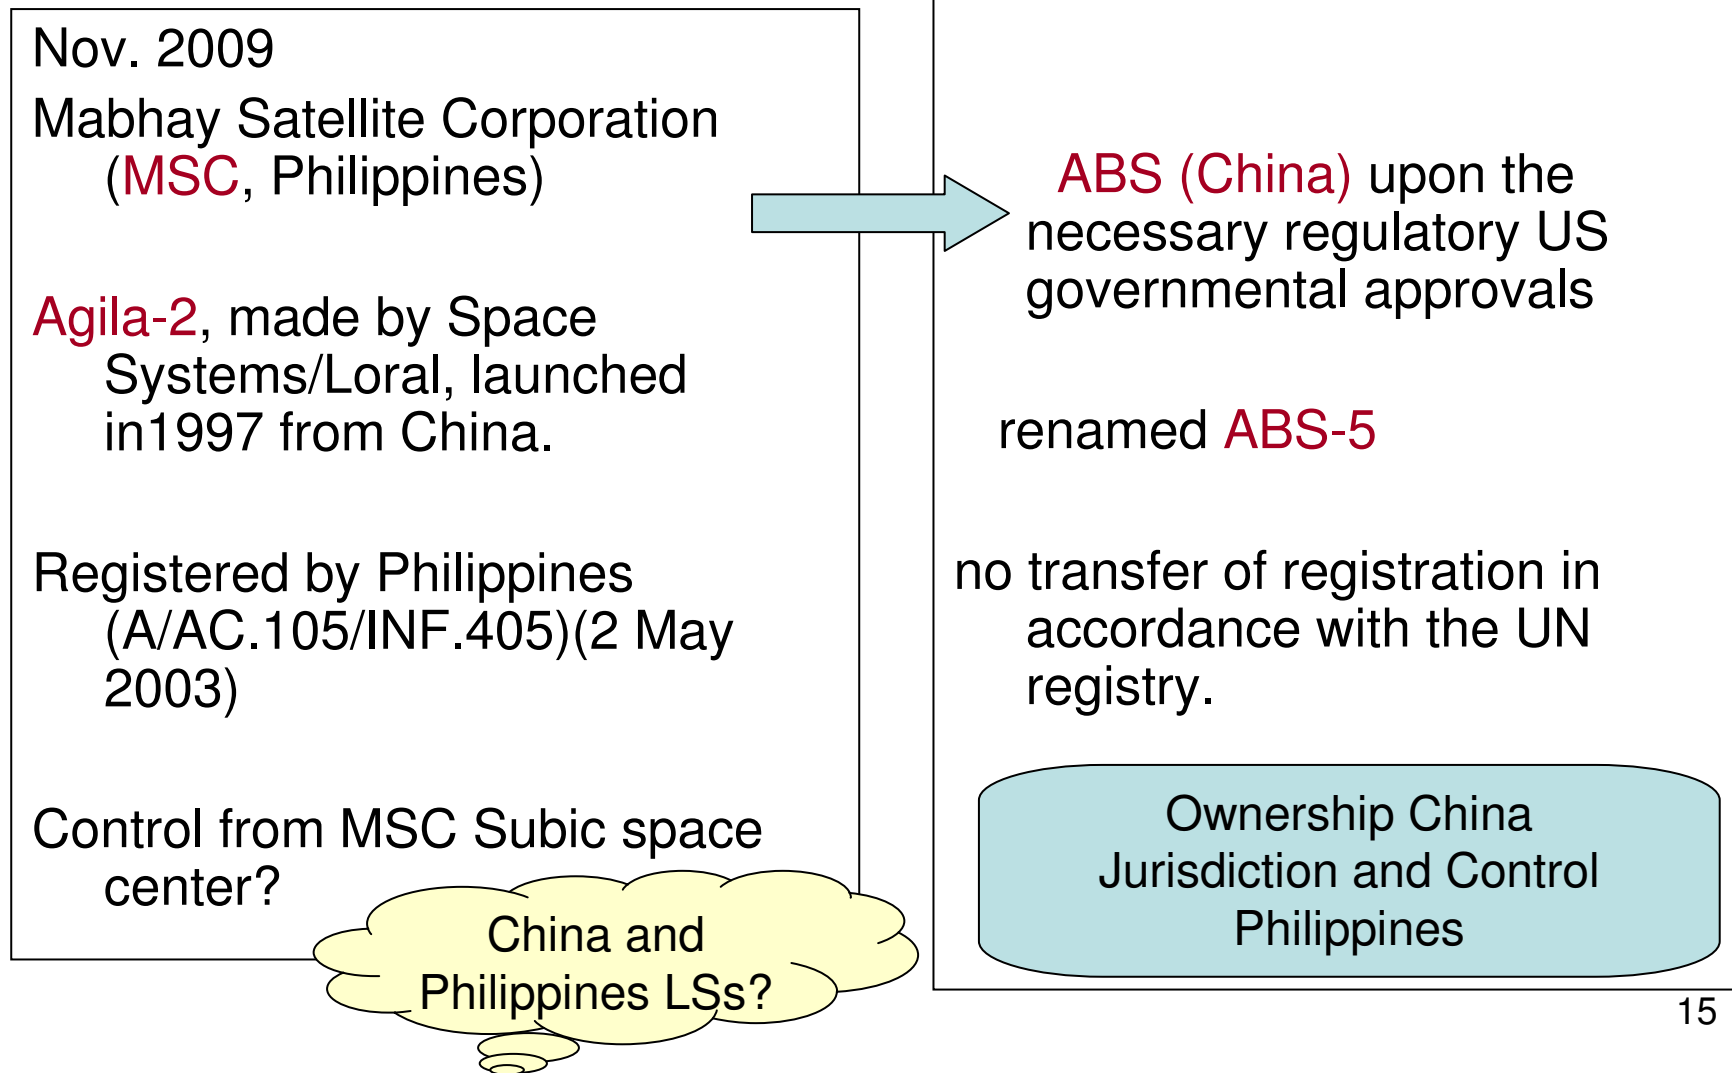 Nov. 2009
Mabhay Satellite Corporation
(MSC, Philippines)
Agila-2, made by Space
Systems/Loral, launched
in1997 from China.
Registered by Philippines
(A/AC.105/INF.405)(2 May
2003)
Control from MSC Subic space
center?
China and
Philippines LSs?
ABS (China) upon the
necessary regulatory US
governmental approvals
renamed ABS-5
no transfer of registration in
accordance with the UN
registry.
Ownership China
Jurisdiction and Control
Philippines
15